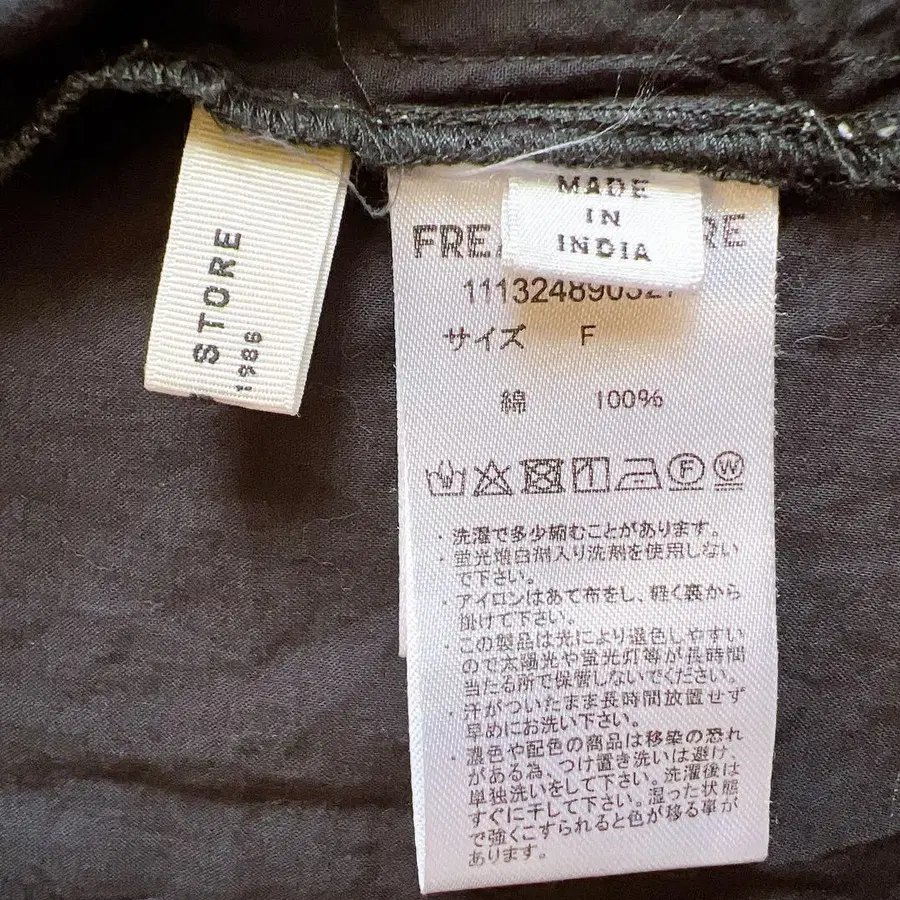 STORE
1986
MADE
IN
INDIA
サイズ F
綿 100%
F W
・洗濯で多少縮むことがあります。
・蛍光増白剤入り洗剤を使用しない
で下さい。
・アイロンはあて布をし、軽く裏から
掛けて下さい。
・この製品は光により退色しやすい
ので太陽光や蛍光灯等が長時間
当たる所で保管しないでください。
・汗がついたまま長時間放置せず
早めにお洗い下さい。
・濃色や配色の商品は移染の恐れ
がある為、つけ置き洗いは避け
単独洗いをして下さい。洗濯後は
すぐに干して下さい。湿った状態
で強くこすられると色が移る事が
あります。